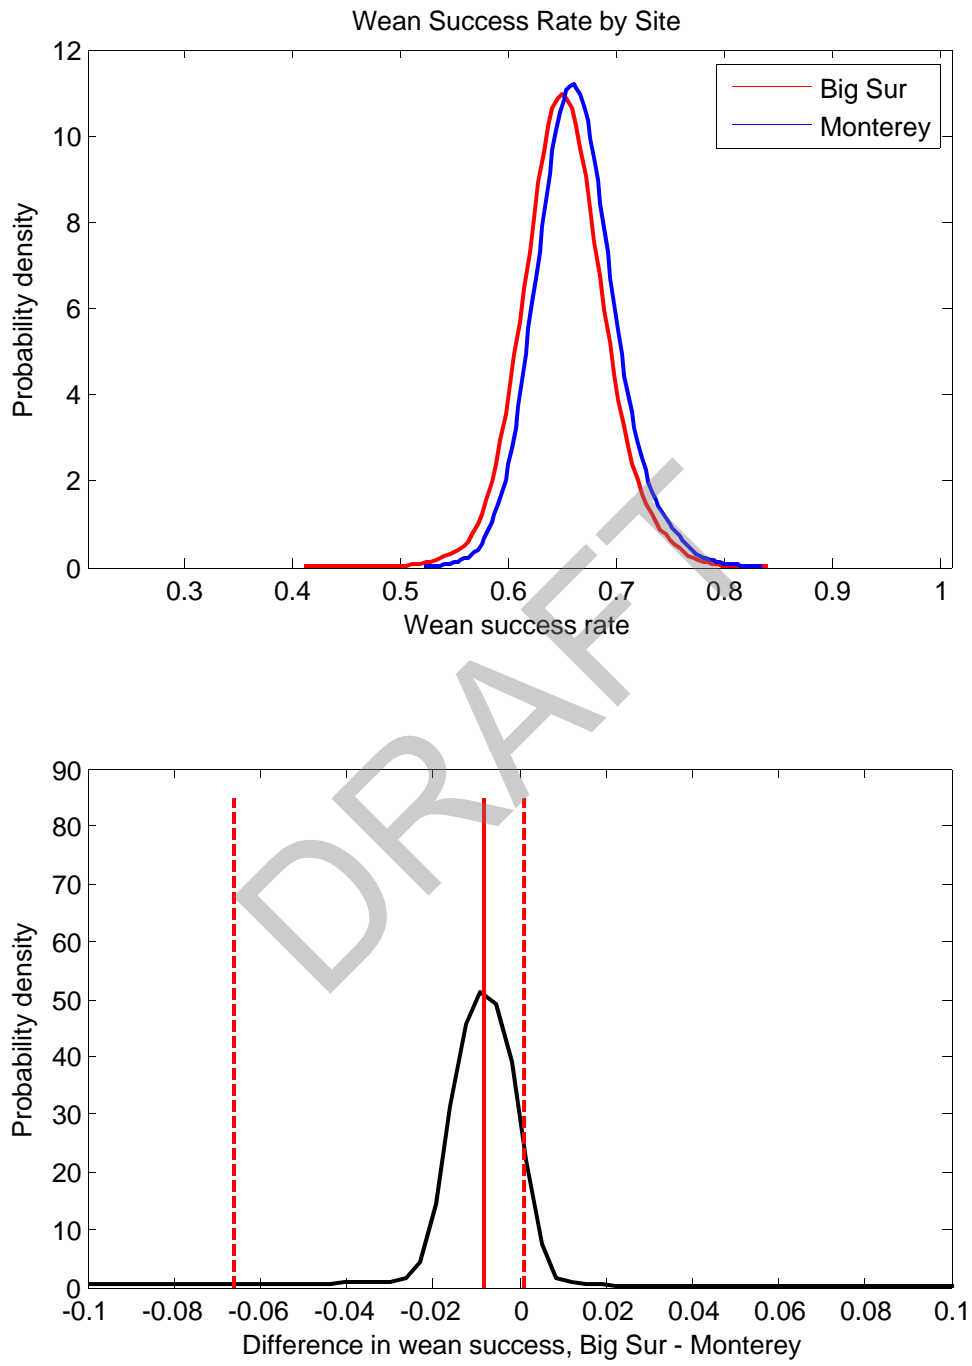 Wean Success Rate by Site
12
10
8
6
4
2
0
Probability density
Big Sur
Monterey
0.3 0.4 0.5 0.6 0.7 0.8 0.9 1
Wean success rate
DRAFT
90
80
70
60
50
40
30
20
10
0
Probability density
-0.1 -0.08 -0.06 -0.04 -0.02 0 0.02 0.04 0.06 0.08 0.1
Difference in wean success, Big Sur - Monterey